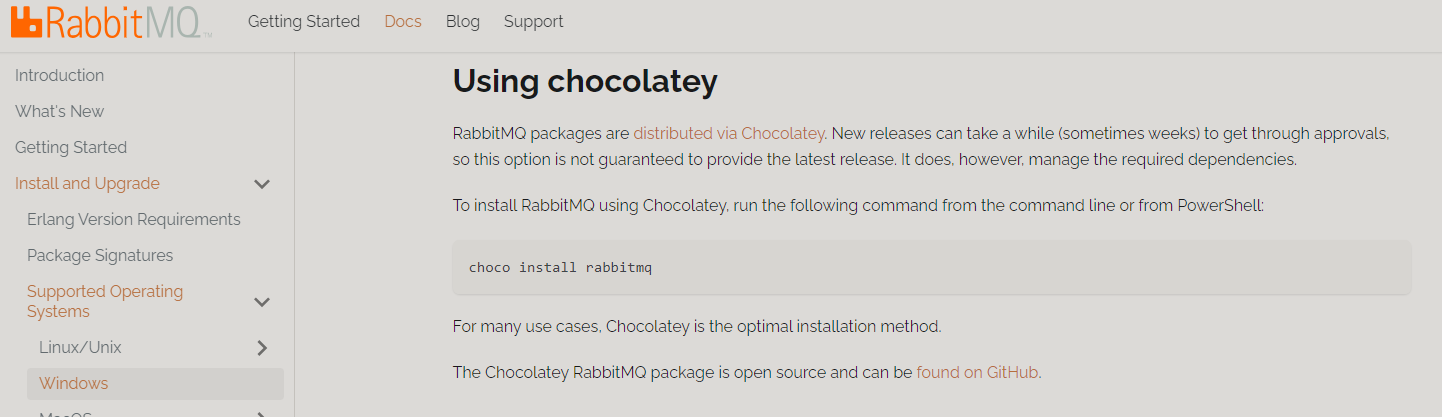 RabbitMQ TM Getting Started Docs Blog Support
Introduction
What's New
Getting Started
Install and Upgrade
Erlang Version Requirements
Package Signatures
Supported Operating
Systems
Linux/Unix
Windows
MacOS
Using chocolatey
RabbitMQ packages are distributed via Chocolatey. New releases can take a while (sometimes weeks) to get through approvals,
so this option is not guaranteed to provide the latest release. It does, however, manage the required dependencies.
To install RabbitMQ using Chocolatey, run the following command from the command line or from PowerShell:
choco install rabbitmq
For many use cases, Chocolatey is the optimal installation method.
The Chocolatey RabbitMQ package is open source and can be found on GitHub.